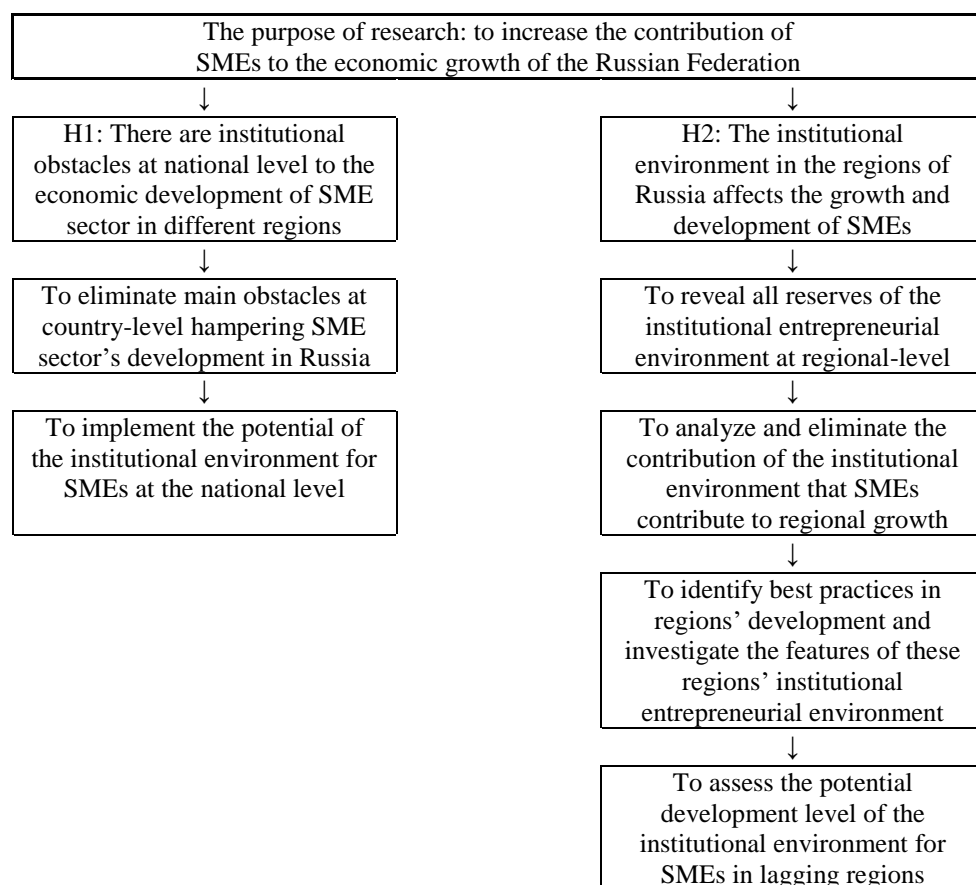 The purpose of research: to increase the contribution of
SMEs to the economic growth of the Russian Federation
↓
↓
H1: There are institutional
obstacles at national level to the
economic development of SME
sector in different regions
H2: The institutional
environment in the regions of
Russia affects the growth and
development of SMEs
↓
↓
To eliminate main obstacles at
country-level hampering SME
sector’s development in Russia
To reveal all reserves of the
institutional entrepreneurial
environment at regional-level
↓
↓
To implement the potential of
the institutional environment for
SMEs at the national level
To analyze and eliminate the
contribution of the institutional
environment that SMEs
contribute to regional growth
↓
To identify best practices in
regions’ development and
investigate the features of these
regions’ institutional
entrepreneurial environment
↓
To assess the potential
development level of the
institutional environment for
SMEs in lagging regions